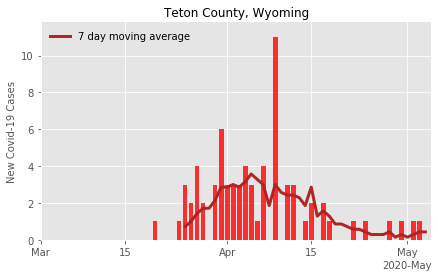 Teton County, Wyoming
7 day moving average
New Covid-19 Cases
10
8
6
4
2
0
Mar
15
Apr
15
May
2020-May